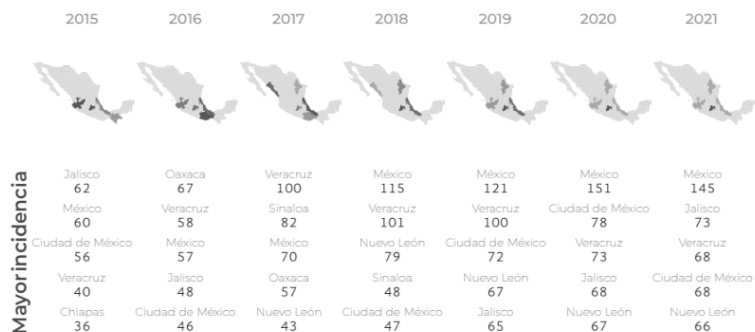 2015 2016 2017 2018 2019 2020 2021
Mayor incidencia
Jalisco Oaxaca Veracruz México México México México
62 67 100 115 121 151 145
México Veracruz Sinaloa Veracruz Veracruz Ciudad de México Jalisco
60 58 82 101 100 78 73
Ciudad de México México México Nuevo León Ciudad de México Veracruz Veracruz
56 57 70 79 72 73 68
Veracruz Jalisco Oaxaca Sinaloa Nuevo León Jalisco Ciudad de México
40 48 57 48 67 68 68
Chiapas Ciudad de México Nuevo León Ciudad de México Jalisco Nuevo León Nuevo León
36 46 43 47 65 67 66